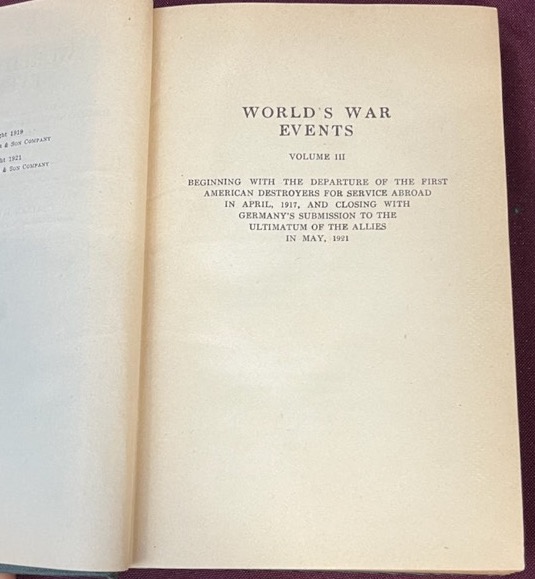 1919
& SON COMPANY
1921
& SON COMPANY
WORLD'S WAR
EVENTS
VOLUME III
BEGINNING WITH THE DEPARTURE OF THE FIRST
AMERICAN DESTROYERS FOR SERVICE ABROAD
IN APRIL, 1917, AND CLOSING WITH
GERMANY'S SUBMISSION TO THE
ULTIMATUM OF THE ALLIES
IN MAY, 1921